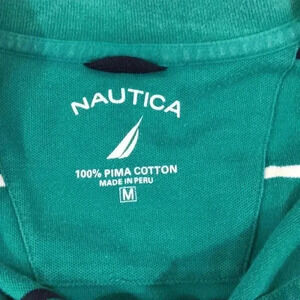 NAUTICA
100% PIMA COTTON
MADE IN PERU
M